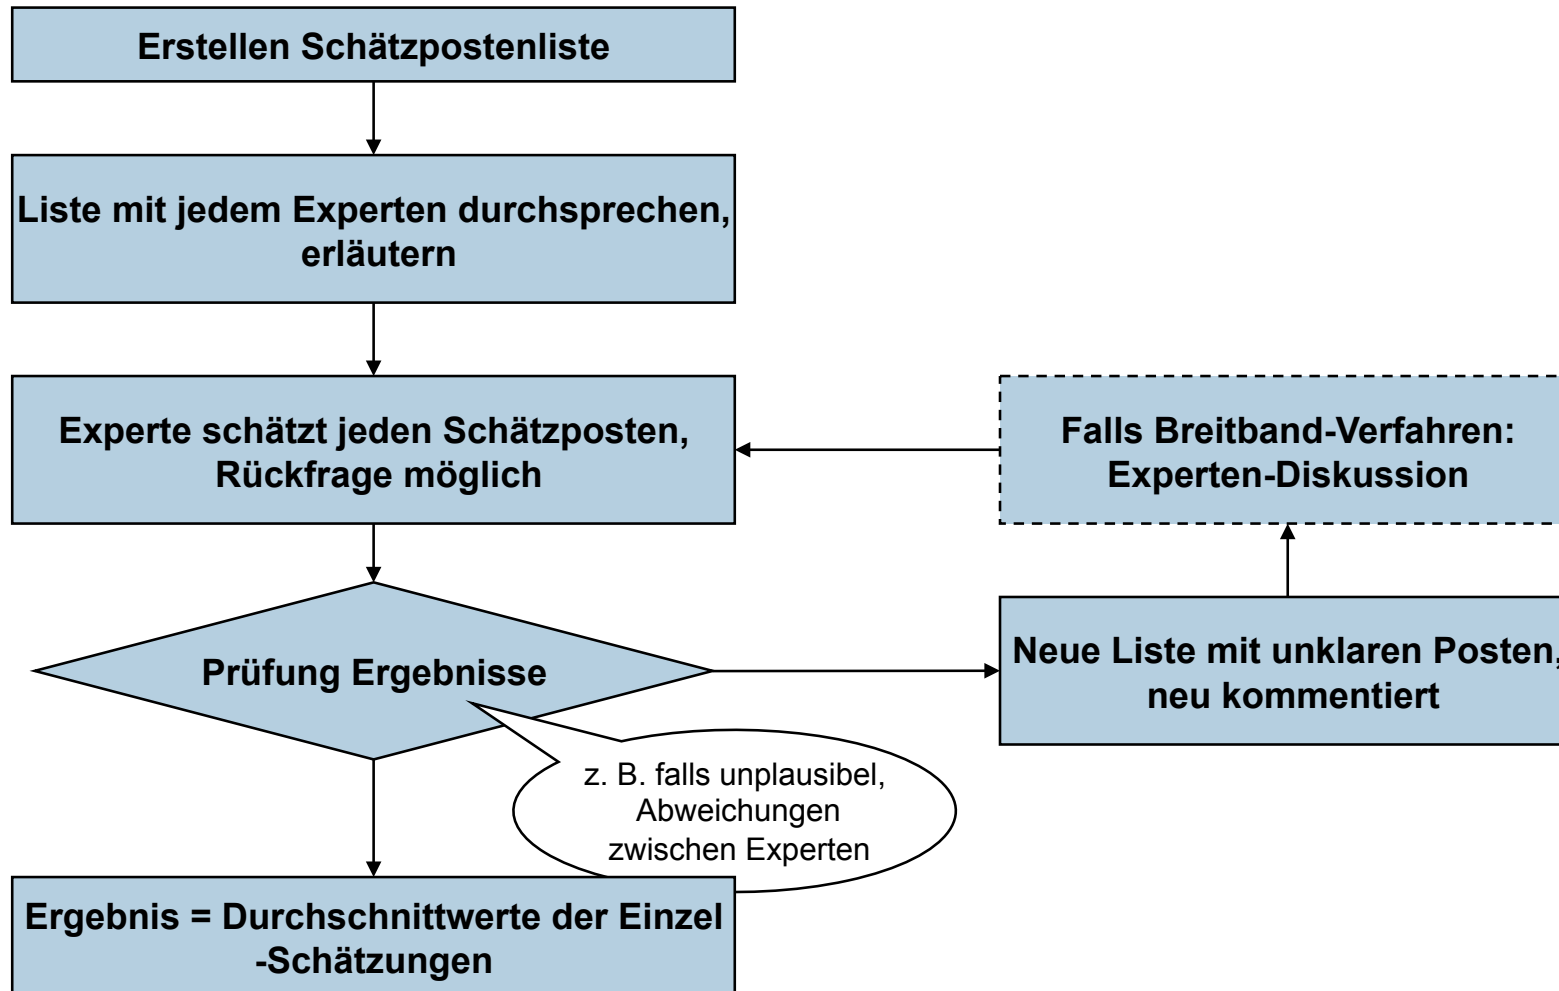 Erstellen Schätzpostenliste
Liste mit jedem Experten durchsprechen,
erläutern
Experte schätzt jeden Schätzposten,
Rückfrage möglich
Falls Breitband-Verfahren:
Experten-Diskussion
Prüfung Ergebnisse
Neue Liste mit unklaren Posten,
neu kommentiert
z. B. falls unplausibel,
Abweichungen
zwischen Experten
Ergebnis = Durchschnittwerte der Einzel
-Schätzungen